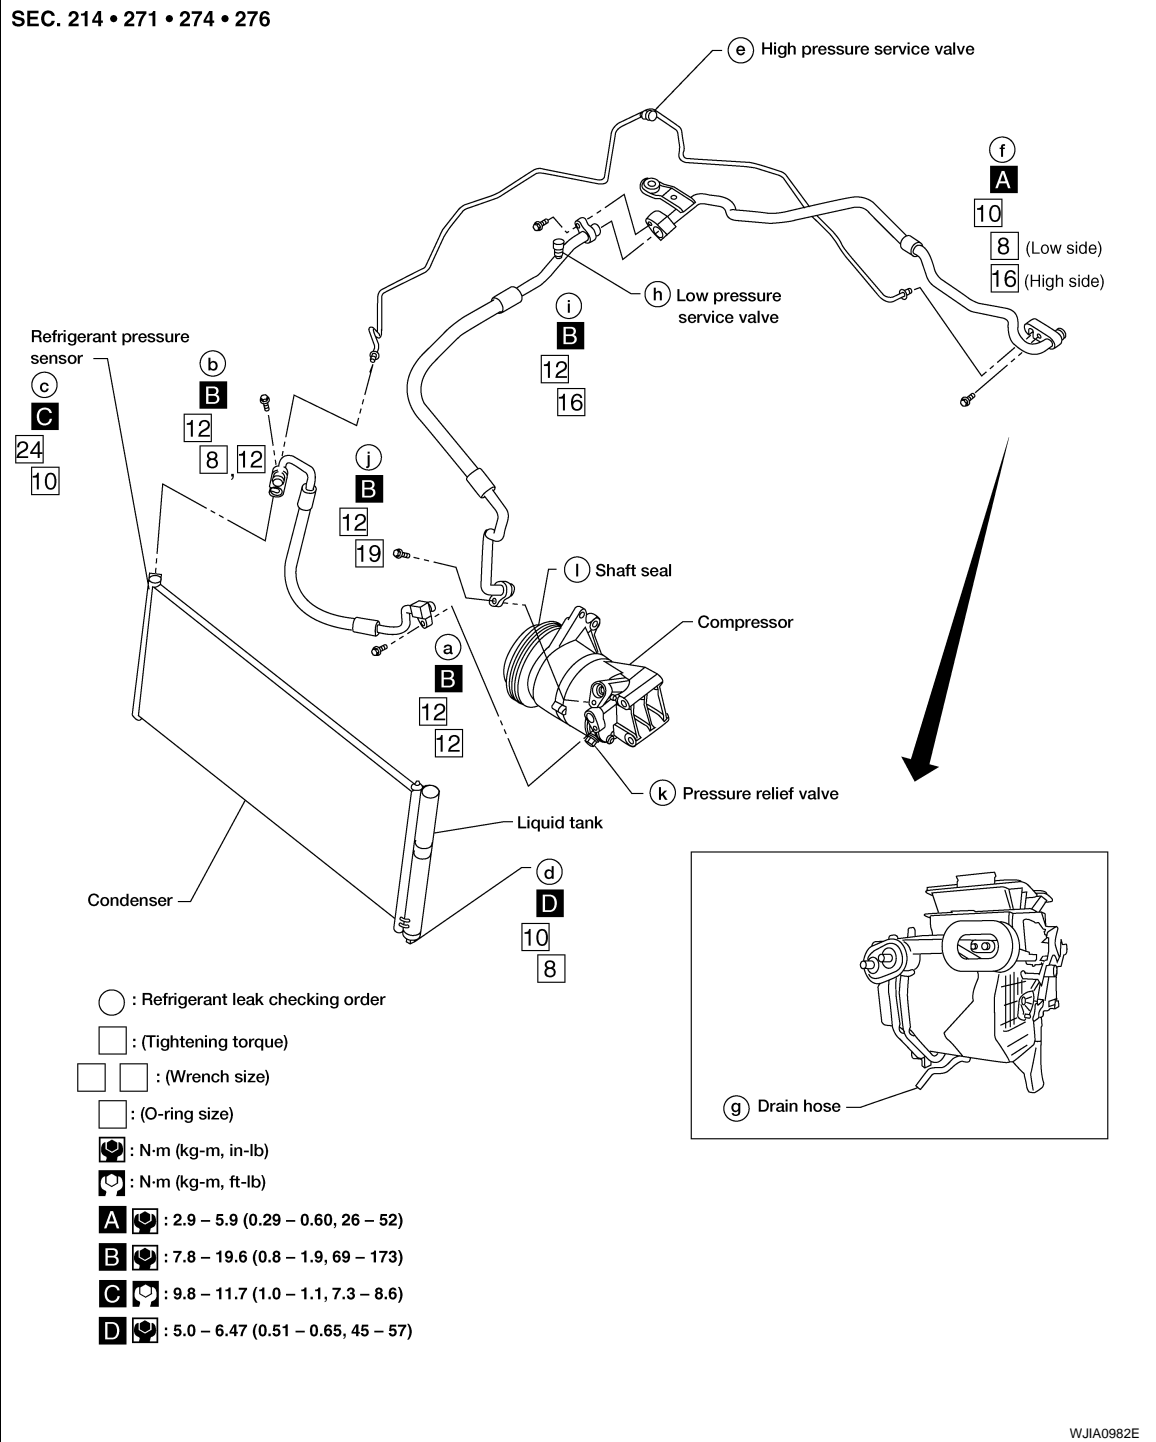 SEC. 214 • 271 • 274 • 276
e High pressure service valve
f
A
10
8 (Low side)
16 (High side)
h Low pressure
service valve
i
B
12
16
Refrigerant pressure
sensor
c
C
24
10
b
B
12
8 , 12
j
B
12
19
l Shaft seal
Compressor
a
B
12
12
k Pressure relief valve
Liquid tank
Condenser
d
D
10
8
g Drain hose
: Refrigerant leak checking order
: (Tightening torque)
: (Wrench size)
: (O-ring size)
: N·m (kg-m, in-lb)
: N·m (kg-m, ft-lb)
A : 2.9 – 5.9 (0.29 – 0.60, 26 – 52)
B : 7.8 – 19.6 (0.8 – 1.9, 69 – 173)
C : 9.8 – 11.7 (1.0 – 1.1, 7.3 – 8.6)
D : 5.0 – 6.47 (0.51 – 0.65, 45 – 57)
WJIA0982E